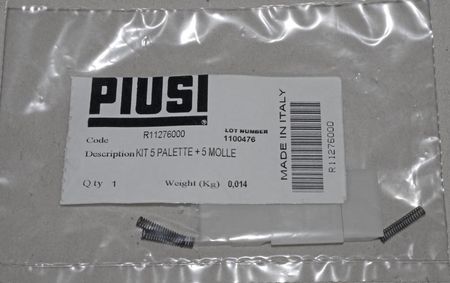 PIUSI
Code R11276000
LOT NUMBER
1100476
Description KIT 5 PALETTE + 5 MOLLE
Qty 1 Weight (Kg) 0,014
MADE IN ITALY
R11276000